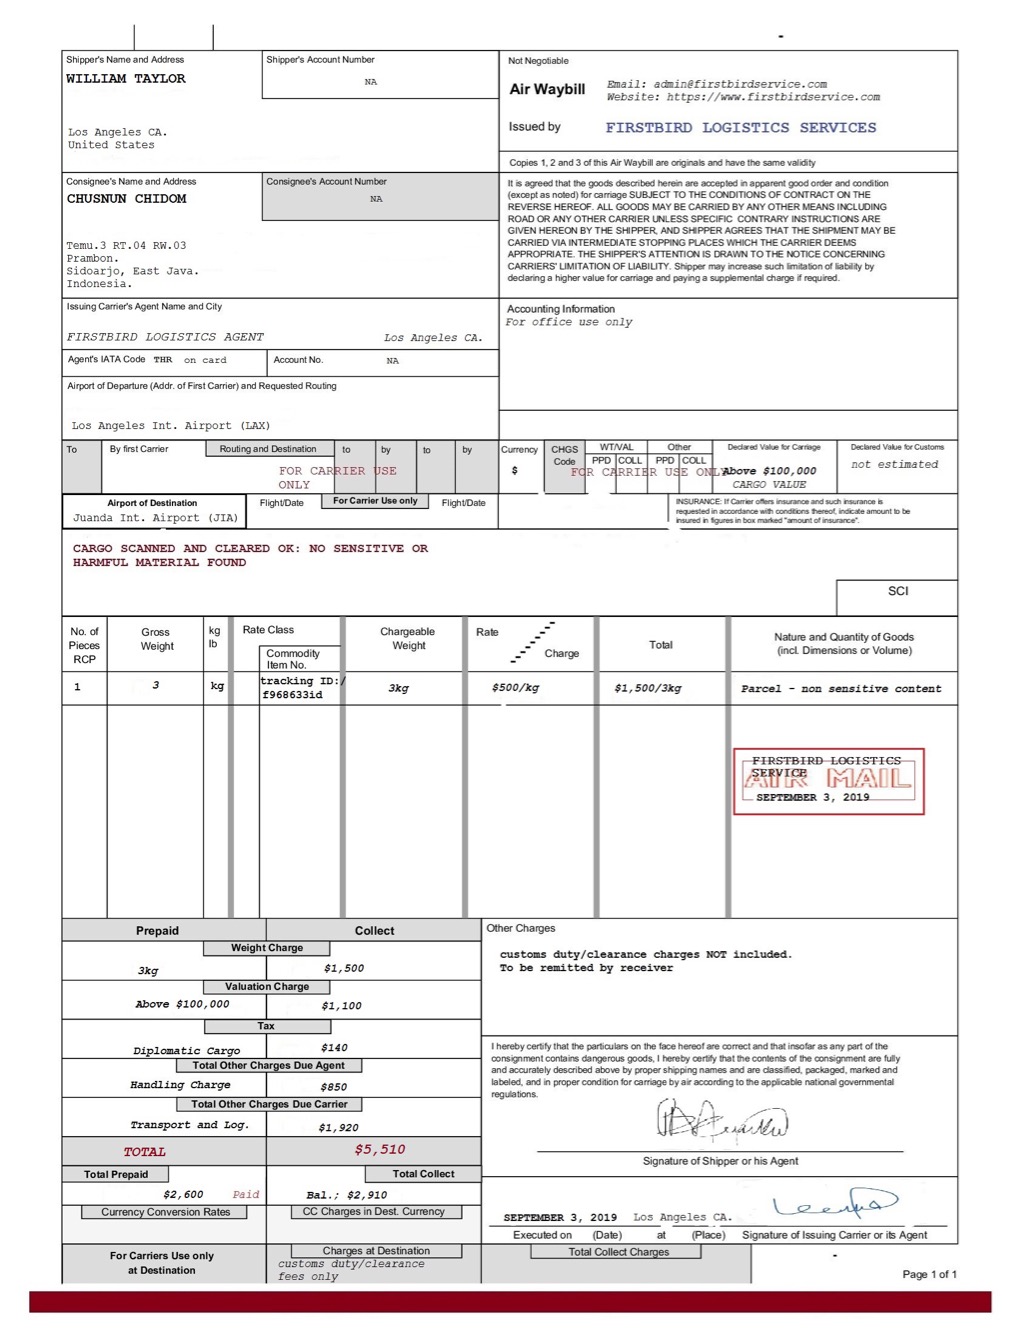 Shipper's Name and Address
WILLIAM TAYLOR
Los Angeles CA.
United States
Shipper's Account Number
NA
Not Negotiable
Air Waybill
Email: admin@firstbirdservice.com
Website: https://www.firstbirdservice.com
Issued by
FIRSTBIRD LOGISTICS SERVICES
Copies 1, 2 and 3 of this Air Waybill are originals and have the same validity
Consignee's Name and Address
CHUSNUN CHIDOM
Temu.3 RT.04 RW.03
Prambon.
Sidoarjo, East Java.
Indonesia.
Consignee's Account Number
NA
It is agreed that the goods described herein are accepted in apparent good order and condition
(except as noted) for carriage SUBJECT TO THE CONDITIONS OF CONTRACT ON THE
REVERSE HEREOF. ALL GOODS MAY BE CARRIED BY ANY OTHER MEANS INCLUDING
ROAD OR ANY OTHER CARRIER UNLESS SPECIFIC CONTRARY INSTRUCTIONS ARE
GIVEN HEREON BY THE SHIPPER, AND SHIPPER AGREES THAT THE SHIPMENT MAY BE
CARRIED VIA INTERMEDIATE STOPPING PLACES WHICH THE CARRIER DEEMS
APPROPRIATE. THE SHIPPER'S ATTENTION IS DRAWN TO THE NOTICE CONCERNING
CARRIERS' LIMITATION OF LIABILITY. Shipper may increase such limitation of liability by
declaring a higher value for carriage and paying a supplemental charge if required.
Issuing Carrier's Agent Name and City
FIRSTBIRD LOGISTICS AGENT
Los Angeles CA.
Agent's IATA Code THR on card
Account No.
NA
Accounting Information
For office use only
Airport of Departure (Addr. of First Carrier) and Requested Routing
Los Angeles Int. Airport (LAX)
To
By first Carrier
Routing and Destination
to
by
to
by
FOR CARRIER USE
ONLY
Currency
$
CHGS
Code
WT/VAL
PPD
COLL
Other
PPD
COLL
FOR CARRIER USE ONLY
Declared Value for Carriage
Above $100,000
CARGO VALUE
Declared Value for Customs
not estimated
Airport of Destination
Juanda Int. Airport (JIA)
Flight/Date
For Carrier Use only
Flight/Date
INSURANCE: If Carrier offers insurance and such insurance is
requested in accordance with conditions thereof, indicate amount to be
insured in figures in box marked "amount of insurance".
CARGO SCANNED AND CLEARED OK: NO SENSITIVE OR
HARMFUL MATERIAL FOUND
SCI
No. of
Pieces
RCP
Gross
Weight
kg
lb
Rate Class
Commodity
Item No.
Chargeable
Weight
Rate
Charge
Total
Nature and Quantity of Goods
(incl. Dimensions or Volume)
1
3
kg
tracking ID:/
f968633id
3kg
$500/kg
$1,500/3kg
Parcel - non sensitive content
FIRSTBIRD LOGISTICS
SERVICE
AIR MAIL
SEPTEMBER 3, 2019
Prepaid
Collect
Weight Charge
3kg
$1,500
Valuation Charge
Above $100,000
$1,100
Tax
Diplomatic Cargo
$140
Total Other Charges Due Agent
Handling Charge
$850
Total Other Charges Due Carrier
Transport and Log.
$1,920
TOTAL
$5,510
Total Prepaid
Total Collect
$2,600
Paid
Bal.; $2,910
Currency Conversion Rates
CC Charges in Dest. Currency
For Carriers Use only
at Destination
Charges at Destination
customs duty/clearance
fees only
Total Collect Charges
Other Charges
customs duty/clearance charges NOT included.
To be remitted by receiver
I hereby certify that the particulars on the face hereof are correct and that insofar as any part of the
consignment contains dangerous goods, I hereby certify that the contents of the consignment are fully
and accurately described above by proper shipping names and are classified, packaged, marked and
labeled, and in proper condition for carriage by air according to the applicable national governmental
regulations.
Signature of Shipper or his Agent
SEPTEMBER 3, 2019
Los Angeles CA.
Executed on
(Date)
at
(Place)
Signature of Issuing Carrier or its Agent
Page 1 of 1